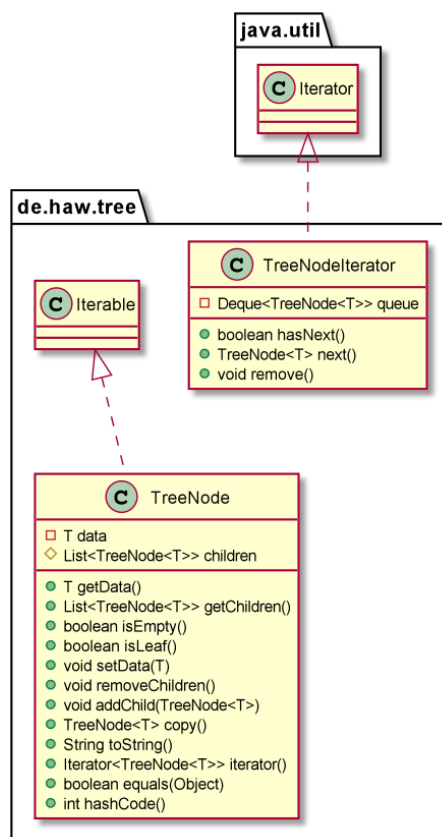 java.util
C Iterator
de.haw.tree
C TreeNodeIterator
Deque<TreeNode<T>> queue
boolean hasNext()
TreeNode<T> next()
void remove()
C Iterable
C TreeNode
T data
List<TreeNode<T>> children
T getData()
List<TreeNode<T>> getChildren()
boolean isEmpty()
boolean isLeaf()
void setData(T)
void removeChildren()
void addChild(TreeNode<T>)
TreeNode<T> copy()
String toString()
Iterator<TreeNode<T>> iterator()
boolean equals(Object)
int hashCode()